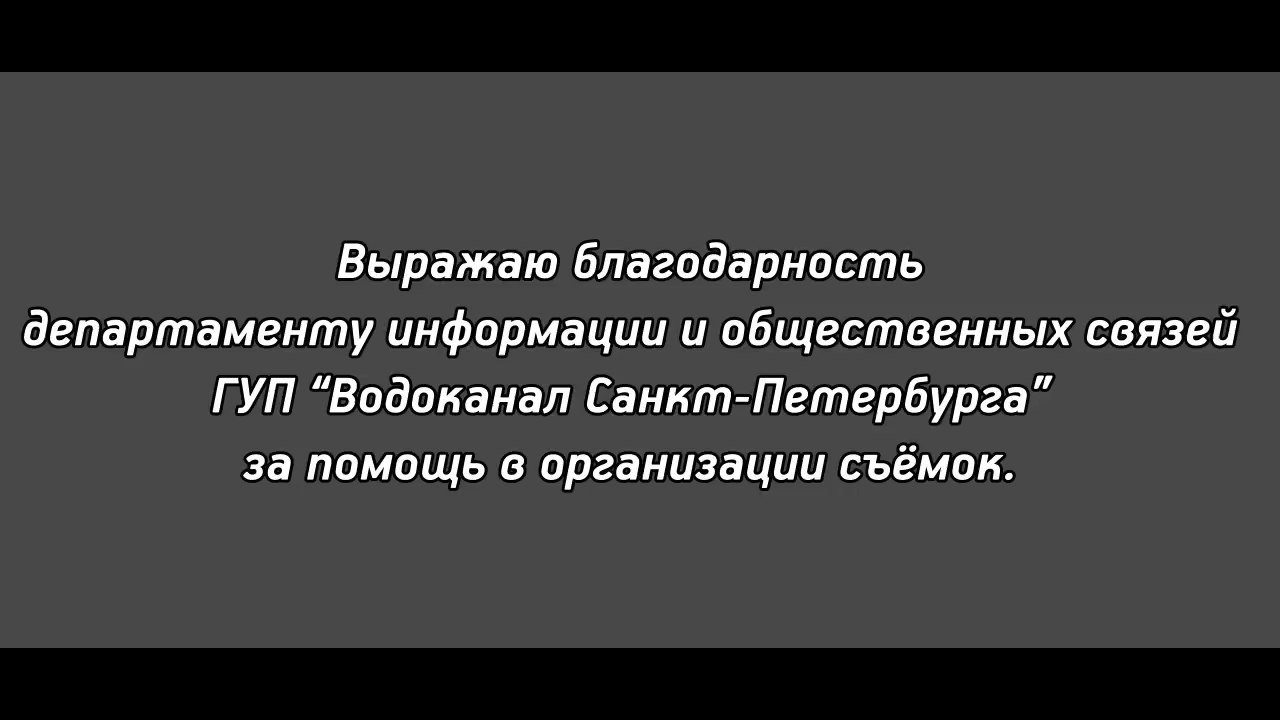 Выражаю благодарность
департаменту информации и общественных связей
ГУП “Водоканал Санкт-Петербурга”
за помощь в организации съёмок.